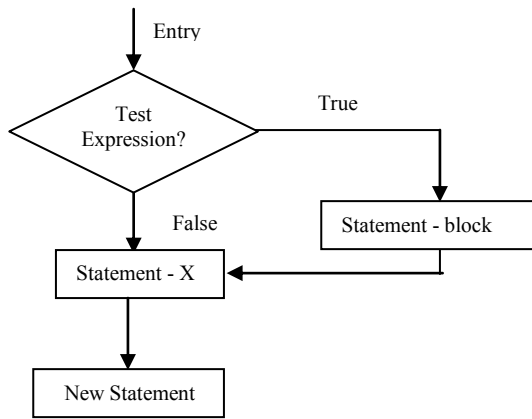 Entry
Test
Expression?
True
False
Statement - block
Statement - X
New Statement